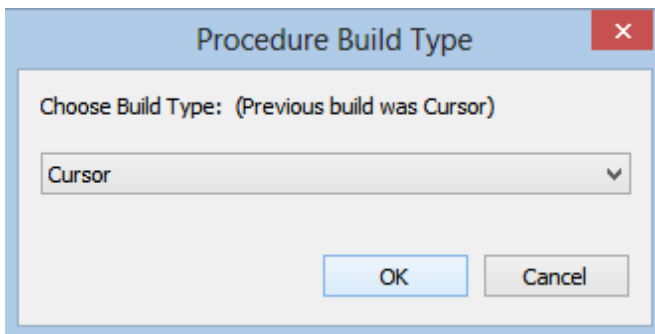 Procedure Build Type
Choose Build Type: (Previous build was Cursor)
Cursor
OK Cancel